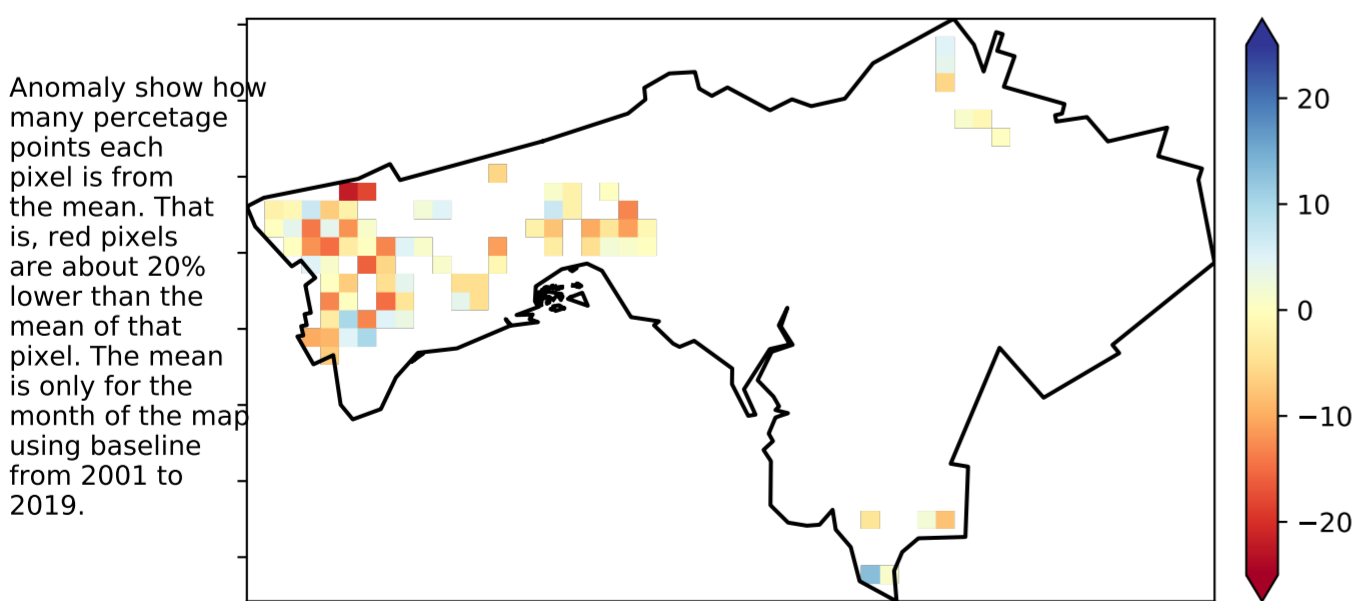 Anomaly show how
many percetage
points each
pixel is from
the mean. That
is, red pixels
are about 20%
lower than the
mean of that
pixel. The mean
is only for the
month of the map
using baseline
from 2001 to
2019.
20
10
0
−10
−20